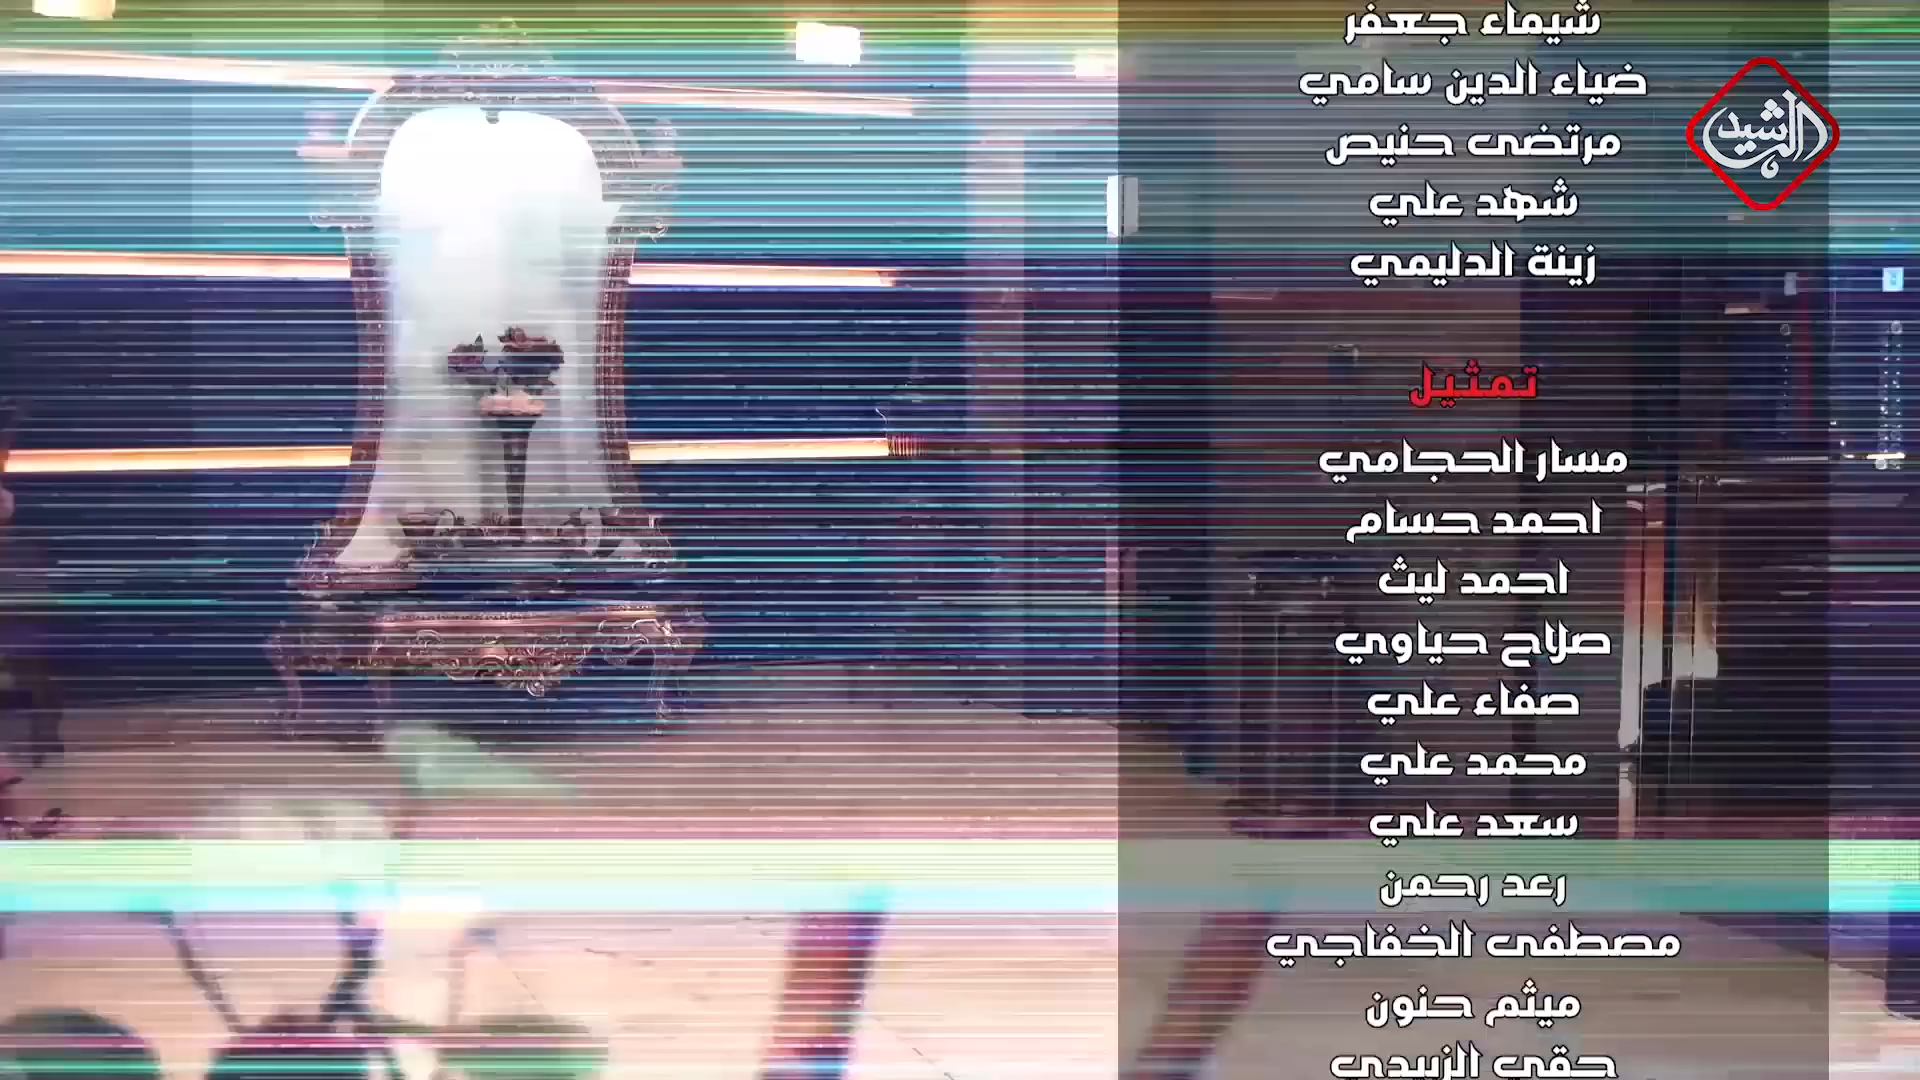 شيماء جعفر
ضياء الدين سامي
مرتضى حنيص
شهد علي
زينة الدليمي
الرشيد
تمثيل
مسار الحجامي
احمد حسام
احمد ليث
صلاح حياوي
صفاء علي
محمد علي
سعد علي
رعد رحمن
مصطفى الخفاجي
ميثم حنون
حقي الزبيدي